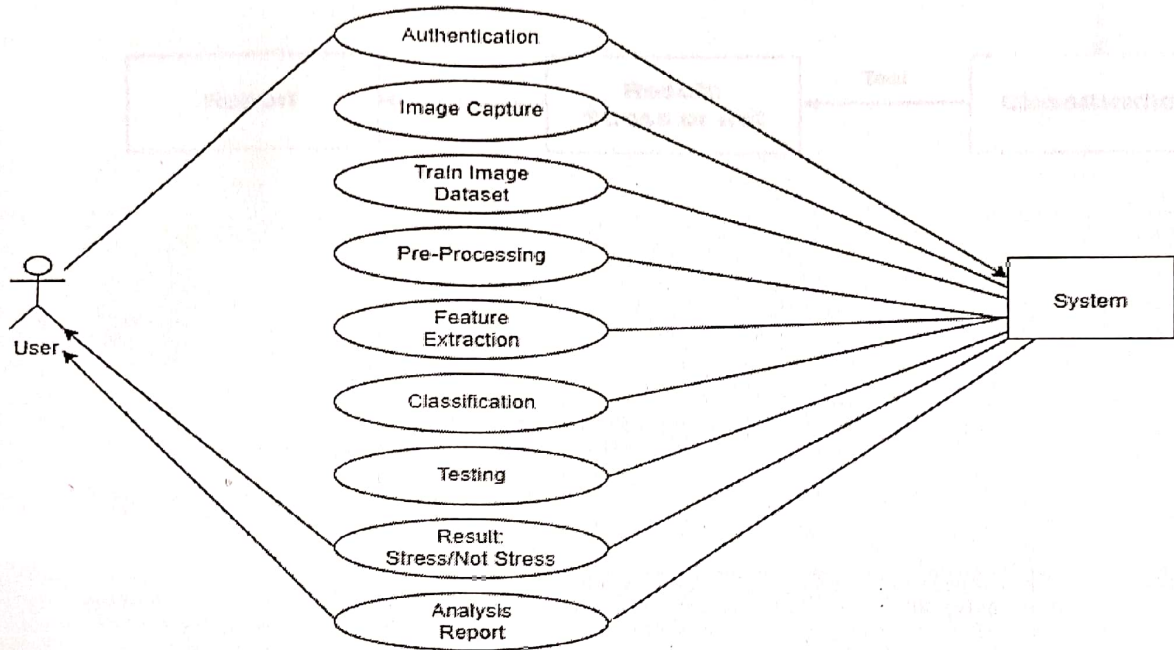 Authentication
Image Capture
Train Image
Dataset
Pre-Processing
Feature
Extraction
Classification
Testing
Result:
Stress/Not Stress
Analysis
Report
User
System